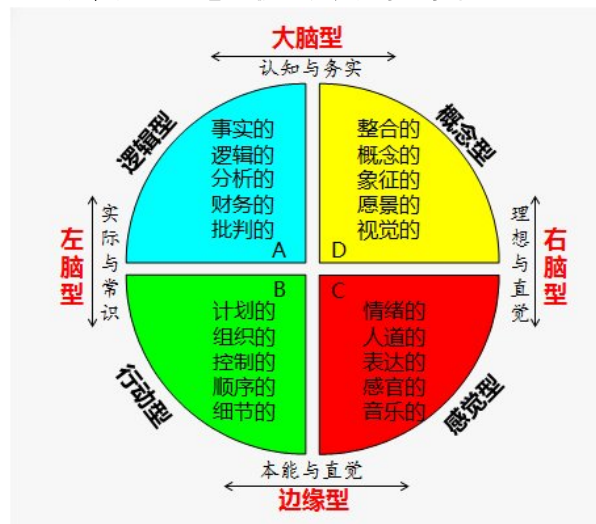 大脑型
认知与务实
逻辑型
概念型
事实的
逻辑的
分析的
财务的
批判的
A
整合的
概念的
象征的
愿景的
视觉的
D
左脑型
实际与常识
理想与直觉
右脑型
B
计划的
组织的
控制的
顺序的
细节的
C
情绪的
人道的
表达的
感官的
音乐的
行动型
感觉型
本能与直觉
边缘型